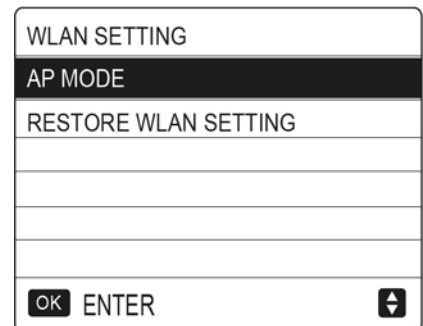 WLAN SETTING
AP MODE
RESTORE WLAN SETTING
OK ENTER